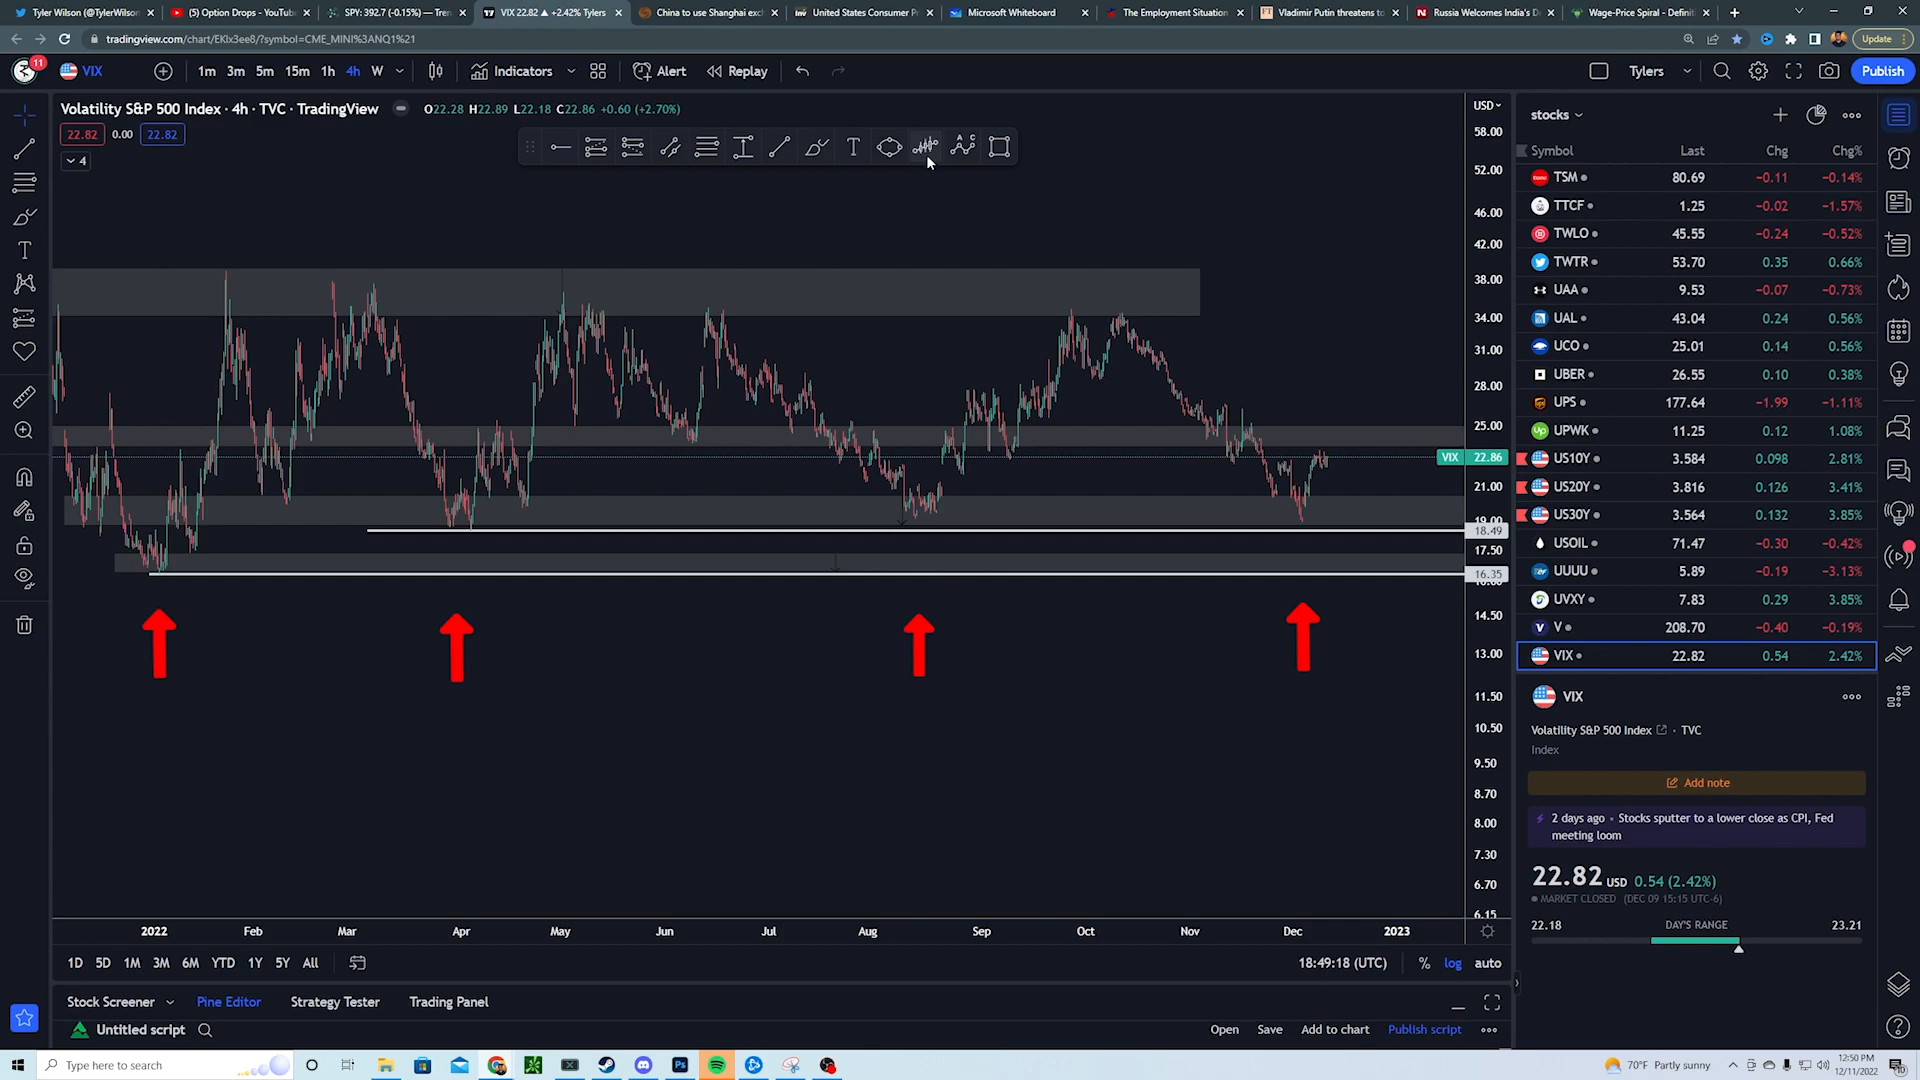 Tyler Wilson (@TylerWilson
(5) Option Drops - YouTub
SPY: 392.7 (-0.15%) — Tren
VIX 22.82 ▲ +2.42% Tylers
China to use Shanghai exc
United States Consumer Pr
Microsoft Whiteboard
The Employment Situation
Vladimir Putin threatens to
Russia Welcomes India's D
Wage-Price Spiral - Definiti
tradingview.com/chart/EKIx3ee8/?symbol=CME_MINI%3ANQ1%21
Update
11
VIX
1m 3m 5m 15m 1h 4h W
Indicators
Alert
Replay
Tylers
Publish
Volatility S&P 500 Index · 4h · TVC · TradingView
O22.28 H22.89 L22.18 C22.86 +0.60 (+2.70%)
22.82 0.00 22.82
4
USD
58.00
52.00
46.00
42.00
38.00
34.00
31.00
28.00
25.00
VIX 22.86
21.00
19.00
18.49
17.50
16.35
14.50
13.00
11.50
10.50
9.50
8.70
8.00
7.30
6.70
6.15
2022 Feb Mar Apr May Jun Jul Aug Sep Oct Nov Dec 2023
1D 5D 1M 3M 6M YTD 1Y 5Y All
18:49:18 (UTC) % log auto
Stock Screener Pine Editor Strategy Tester Trading Panel
Untitled script
Open Save Add to chart Publish script
stocks
Symbol Last Chg Chg%
TSM 80.69 −0.11 −0.14%
TTCF 1.25 −0.02 −1.57%
TWLO 45.55 −0.24 −0.52%
TWTR 53.70 0.35 0.66%
UAA 9.53 −0.07 −0.73%
UAL 43.04 0.24 0.56%
UCO 25.01 0.14 0.56%
UBER 26.55 0.10 0.38%
UPS 177.64 −1.99 −1.11%
UPWK 11.25 0.12 1.08%
US10Y 3.584 0.098 2.81%
US20Y 3.816 0.126 3.41%
US30Y 3.564 0.132 3.85%
USOIL 71.47 −0.30 −0.42%
UUUU 5.89 −0.19 −3.13%
UVXY 7.83 0.29 3.85%
V 208.70 −0.40 −0.19%
VIX 22.82 0.54 2.42%
VIX
Volatility S&P 500 Index · TVC
Index
Add note
2 days ago · Stocks sputter to a lower close as CPI, Fed
meeting loom
22.82 USD 0.54 (2.42%)
MARKET CLOSED (DEC 09 15:15 UTC-6)
22.18 DAY'S RANGE 23.21
Type here to search
70°F Partly sunny
12:50 PM
12/11/2022